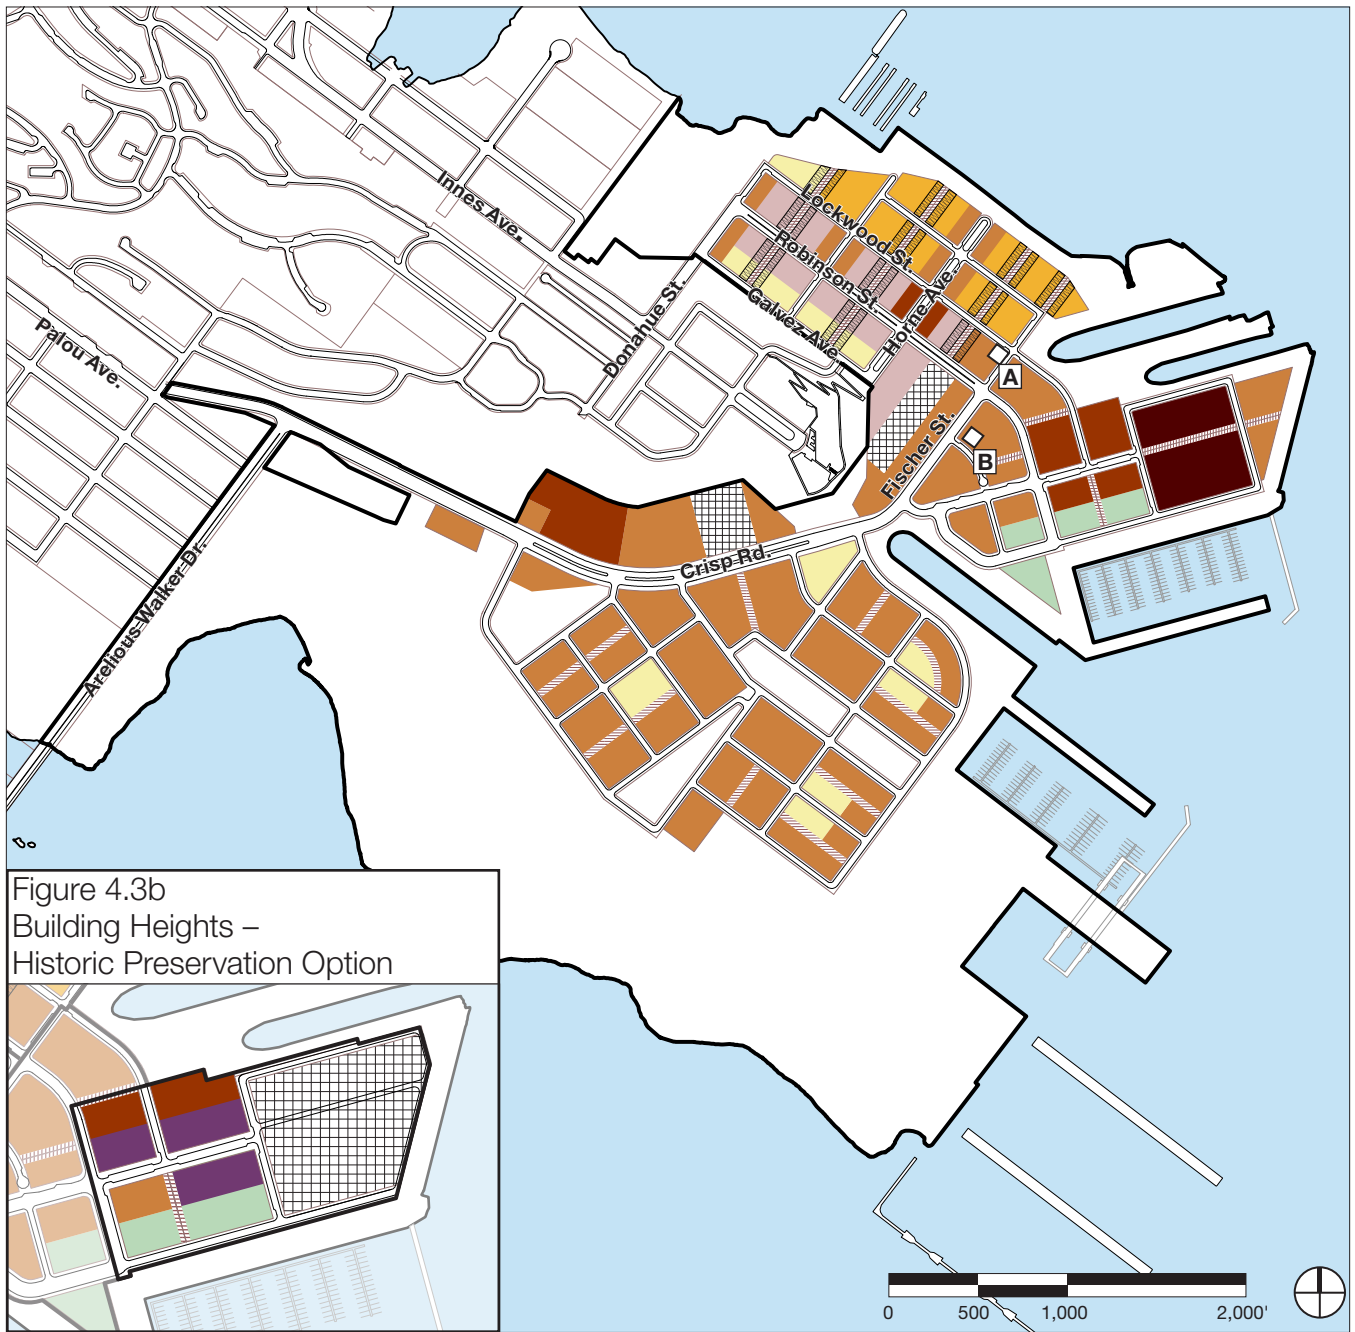 Innes Ave.
Lockwood St.
Robinson St.
Galvez Ave.
Horne Ave.
Donahue St.
Palou Ave.
A
B
Fischer St.
Crisp Rd.
Arelious Walker Dr.
Figure 4.3b
Building Heights –
Historic Preservation Option
0 500 1,000 2,000'